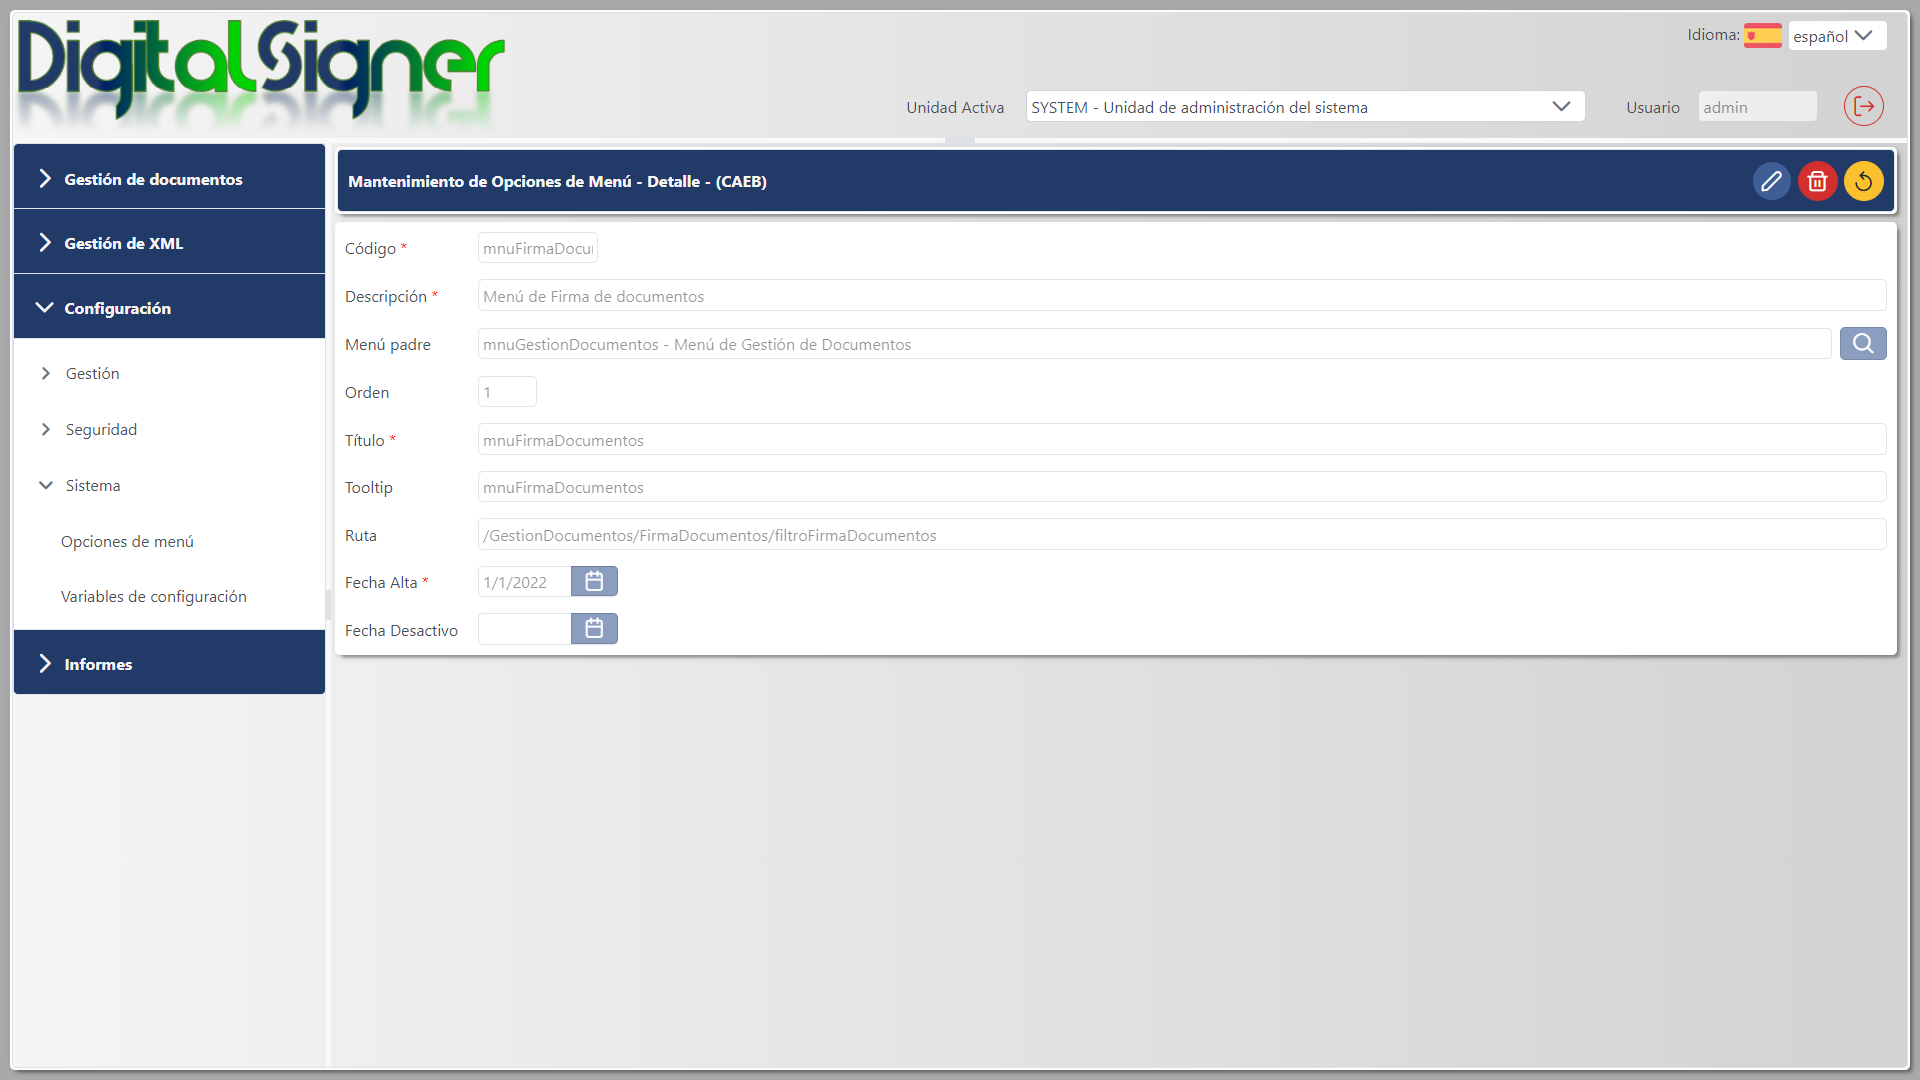 DigitalSigner
Idioma: español
Unidad Activa SYSTEM - Unidad de administración del sistema Usuario admin
Gestión de documentos
Gestión de XML
Configuración
Gestión
Seguridad
Sistema
Opciones de menú
Variables de configuración
Informes
Mantenimiento de Opciones de Menú - Detalle - (CAEB)
Código * mnuFirmaDocu
Descripción * Menú de Firma de documentos
Menú padre mnuGestionDocumentos - Menú de Gestión de Documentos
Orden 1
Título * mnuFirmaDocumentos
Tooltip mnuFirmaDocumentos
Ruta /GestionDocumentos/FirmaDocumentos/filtroFirmaDocumentos
Fecha Alta * 1/1/2022
Fecha Desactivo